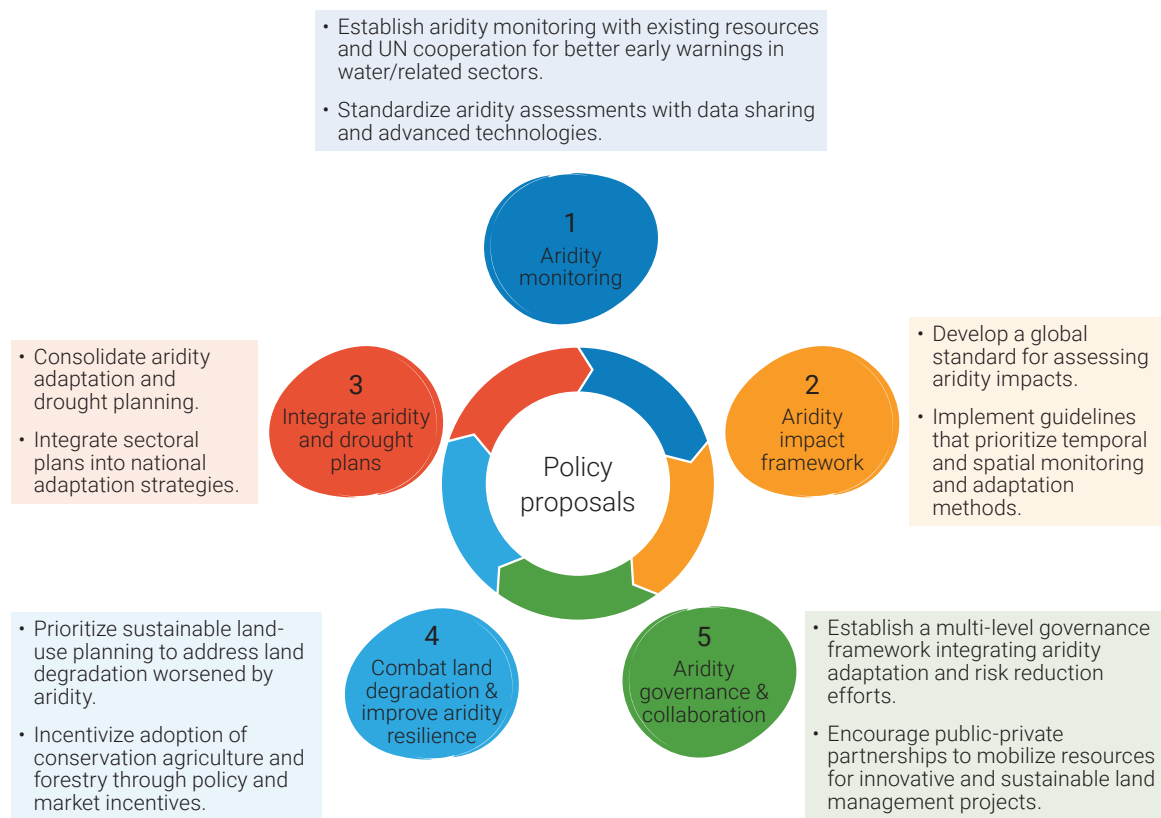 • Establish aridity monitoring with existing resources
and UN cooperation for better early warnings in
water/related sectors.
• Standardize aridity assessments with data sharing
and advanced technologies.
1
Aridity
monitoring
• Develop a global
standard for assessing
aridity impacts.
• Implement guidelines
that prioritize temporal
and spatial monitoring
and adaptation
methods.
2
Aridity
impact
framework
• Consolidate aridity
adaptation and
drought planning.
• Integrate sectoral
plans into national
adaptation strategies.
3
Integrate aridity
and drought
plans
Policy
proposals
• Prioritize sustainable land-
use planning to address land
degradation worsened by
aridity.
• Incentivize adoption of
conservation agriculture and
forestry through policy and
market incentives.
4
Combat land
degradation &
improve aridity
resilience
5
Aridity
governance &
collaboration
• Establish a multi-level governance
framework integrating aridity
adaptation and risk reduction
efforts.
• Encourage public-private
partnerships to mobilize resources
for innovative and sustainable land
management projects.